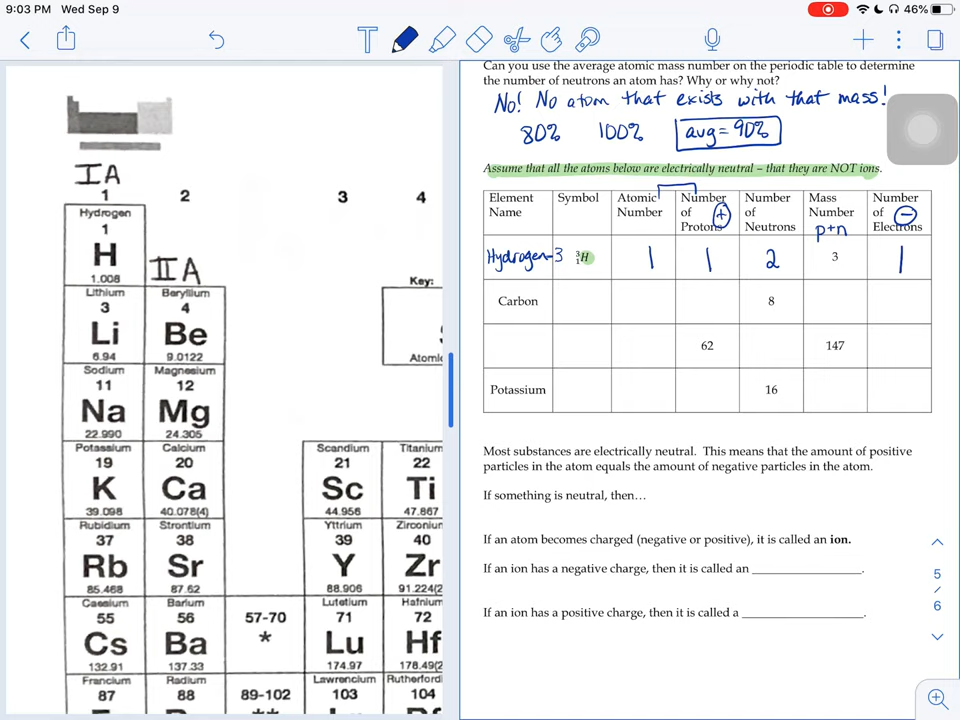 9:03 PM Wed Sep 9
46%
T
IA
1
2
3
4
Hydrogen
1
H
1.008
IIA
Key:
Lithium
3
Li
6.94
Beryllium
4
Be
9.0122
Sodium
11
Na
22.990
Magnesium
12
Mg
24.305
Potassium
19
K
39.098
Calcium
20
Ca
40.078(4)
Scandium
21
Sc
44.956
Titanium
22
Ti
47.867
Rubidium
37
Rb
85.468
Strontium
38
Sr
87.62
Yttrium
39
Y
88.906
Zirconiur
40
Zr
91.224(2
Caesium
55
Cs
132.91
Barium
56
Ba
137.33
57-70
*
Lutetium
71
Lu
174.97
Hafnium
72
Hf
178.49(2
Francium
87
Radium
88
89-102
**
Lawrencium
103
Rutherford
104
Can you use the average atomic mass number on the periodic table to determine
the number of neutrons an atom has? Why or why not?
No! No atom that exists with that mass!
80% 100% avg = 90%
Assume that all the atoms below are electrically neutral – that they are NOT ions.
Element Name
Symbol
Atomic Number
Number of Protons +
Number of Neutrons
Mass Number p+n
Number of Electrons −
Hydrogen-3 ³₁H 1 1 2 3 1
Carbon 8
62 147
Potassium 16
Most substances are electrically neutral. This means that the amount of positive
particles in the atom equals the amount of negative particles in the atom.
If something is neutral, then…
If an atom becomes charged (negative or positive), it is called an ion.
If an ion has a negative charge, then it is called an ___________________.
If an ion has a positive charge, then it is called a _____________________.
5
/
6